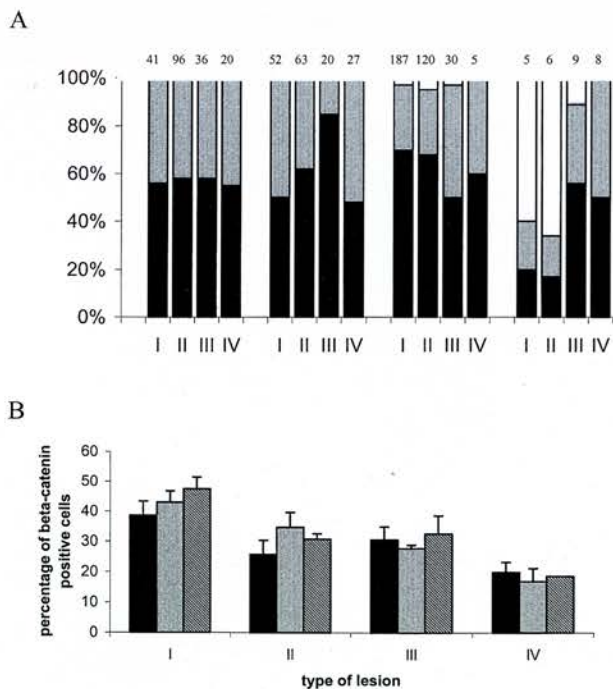 A
41 96 36 20 52 63 20 27 187 120 30 5 5 6 9 8
100%
80%
60%
40%
20%
0%
I II III IV I II III IV I II III IV I II III IV
B
percentage of beta-catenin
positive cells
60
50
40
30
20
10
0
I II III IV
type of lesion